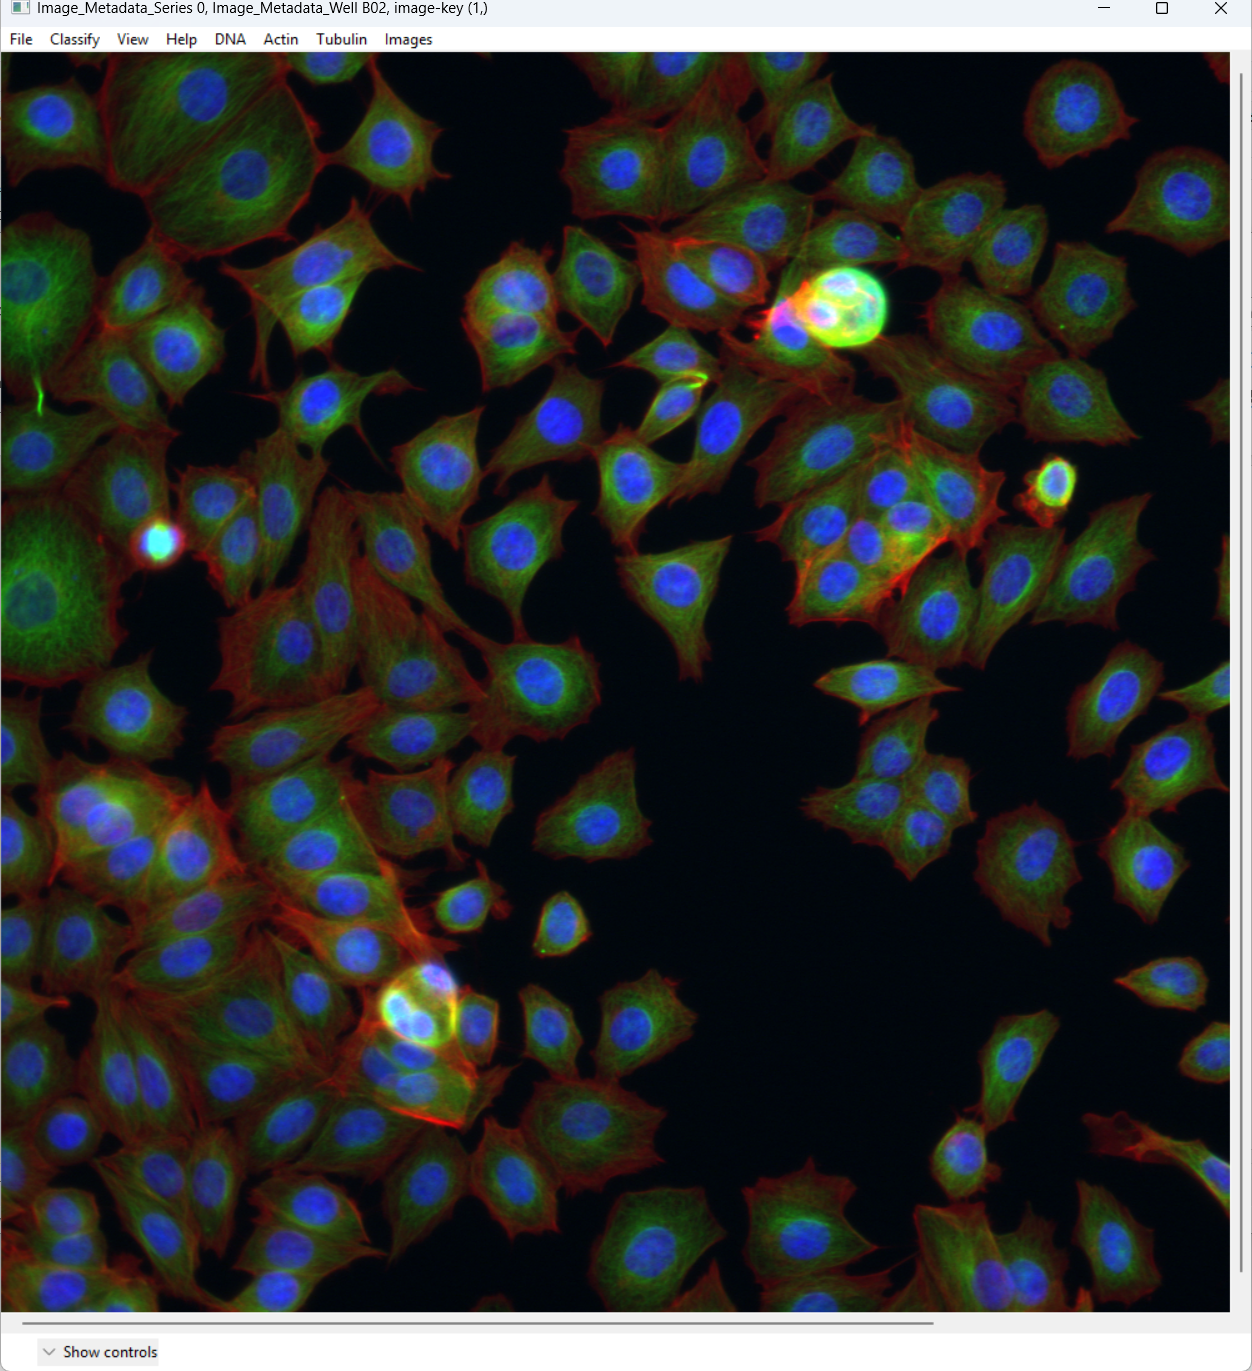 Image_Metadata_Series 0, Image_Metadata_Well B02, image-key (1,)
File Classify View Help DNA Actin Tubulin Images
Show controls